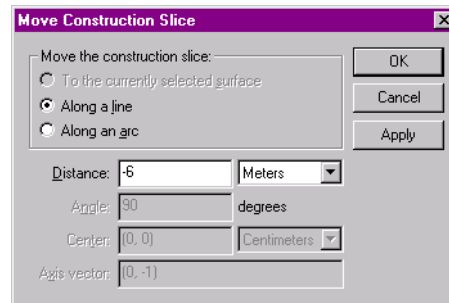 Move Construction Slice
Move the construction slice:
To the currently selected surface
Along a line
Along an arc
OK
Cancel
Apply
Distance: -6 Meters
Angle: 90 degrees
Center: (0, 0) Centimeters
Axis vector: (0, -1)